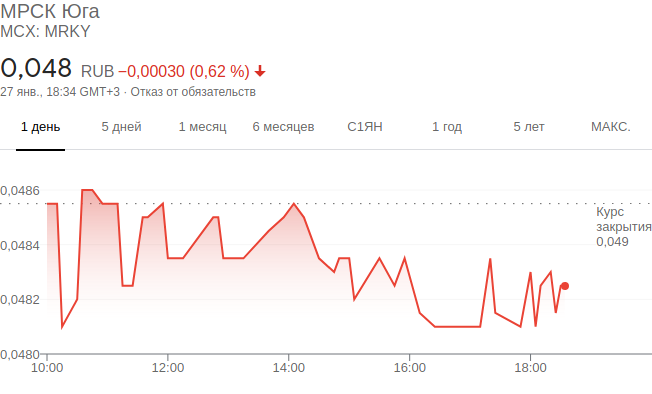 МРСК Юга
MCX: MRKY
0,048 RUB −0,00030 (0,62 %)
27 янв., 18:34 GMT+3 · Отказ от обязательств
1 день 5 дней 1 месяц 6 месяцев С1ЯН 1 год 5 лет МАКС.
0,0486
Курс
закрытия
0,049
0,0484
0,0482
0,0480
10:00 12:00 14:00 16:00 18:00